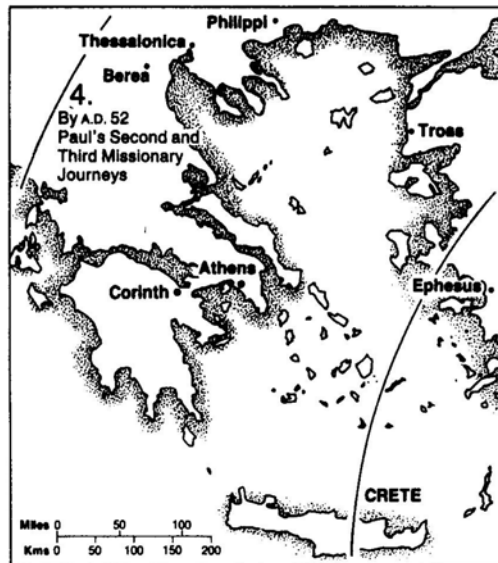 Philippi
Thessalonica
Berea
4.
By A.D. 52
Paul's Second and
Third Missionary
Journeys
Troas
Athens
Corinth
Ephesus
CRETE
Miles 0 50 100
Kms 0 50 100 150 200